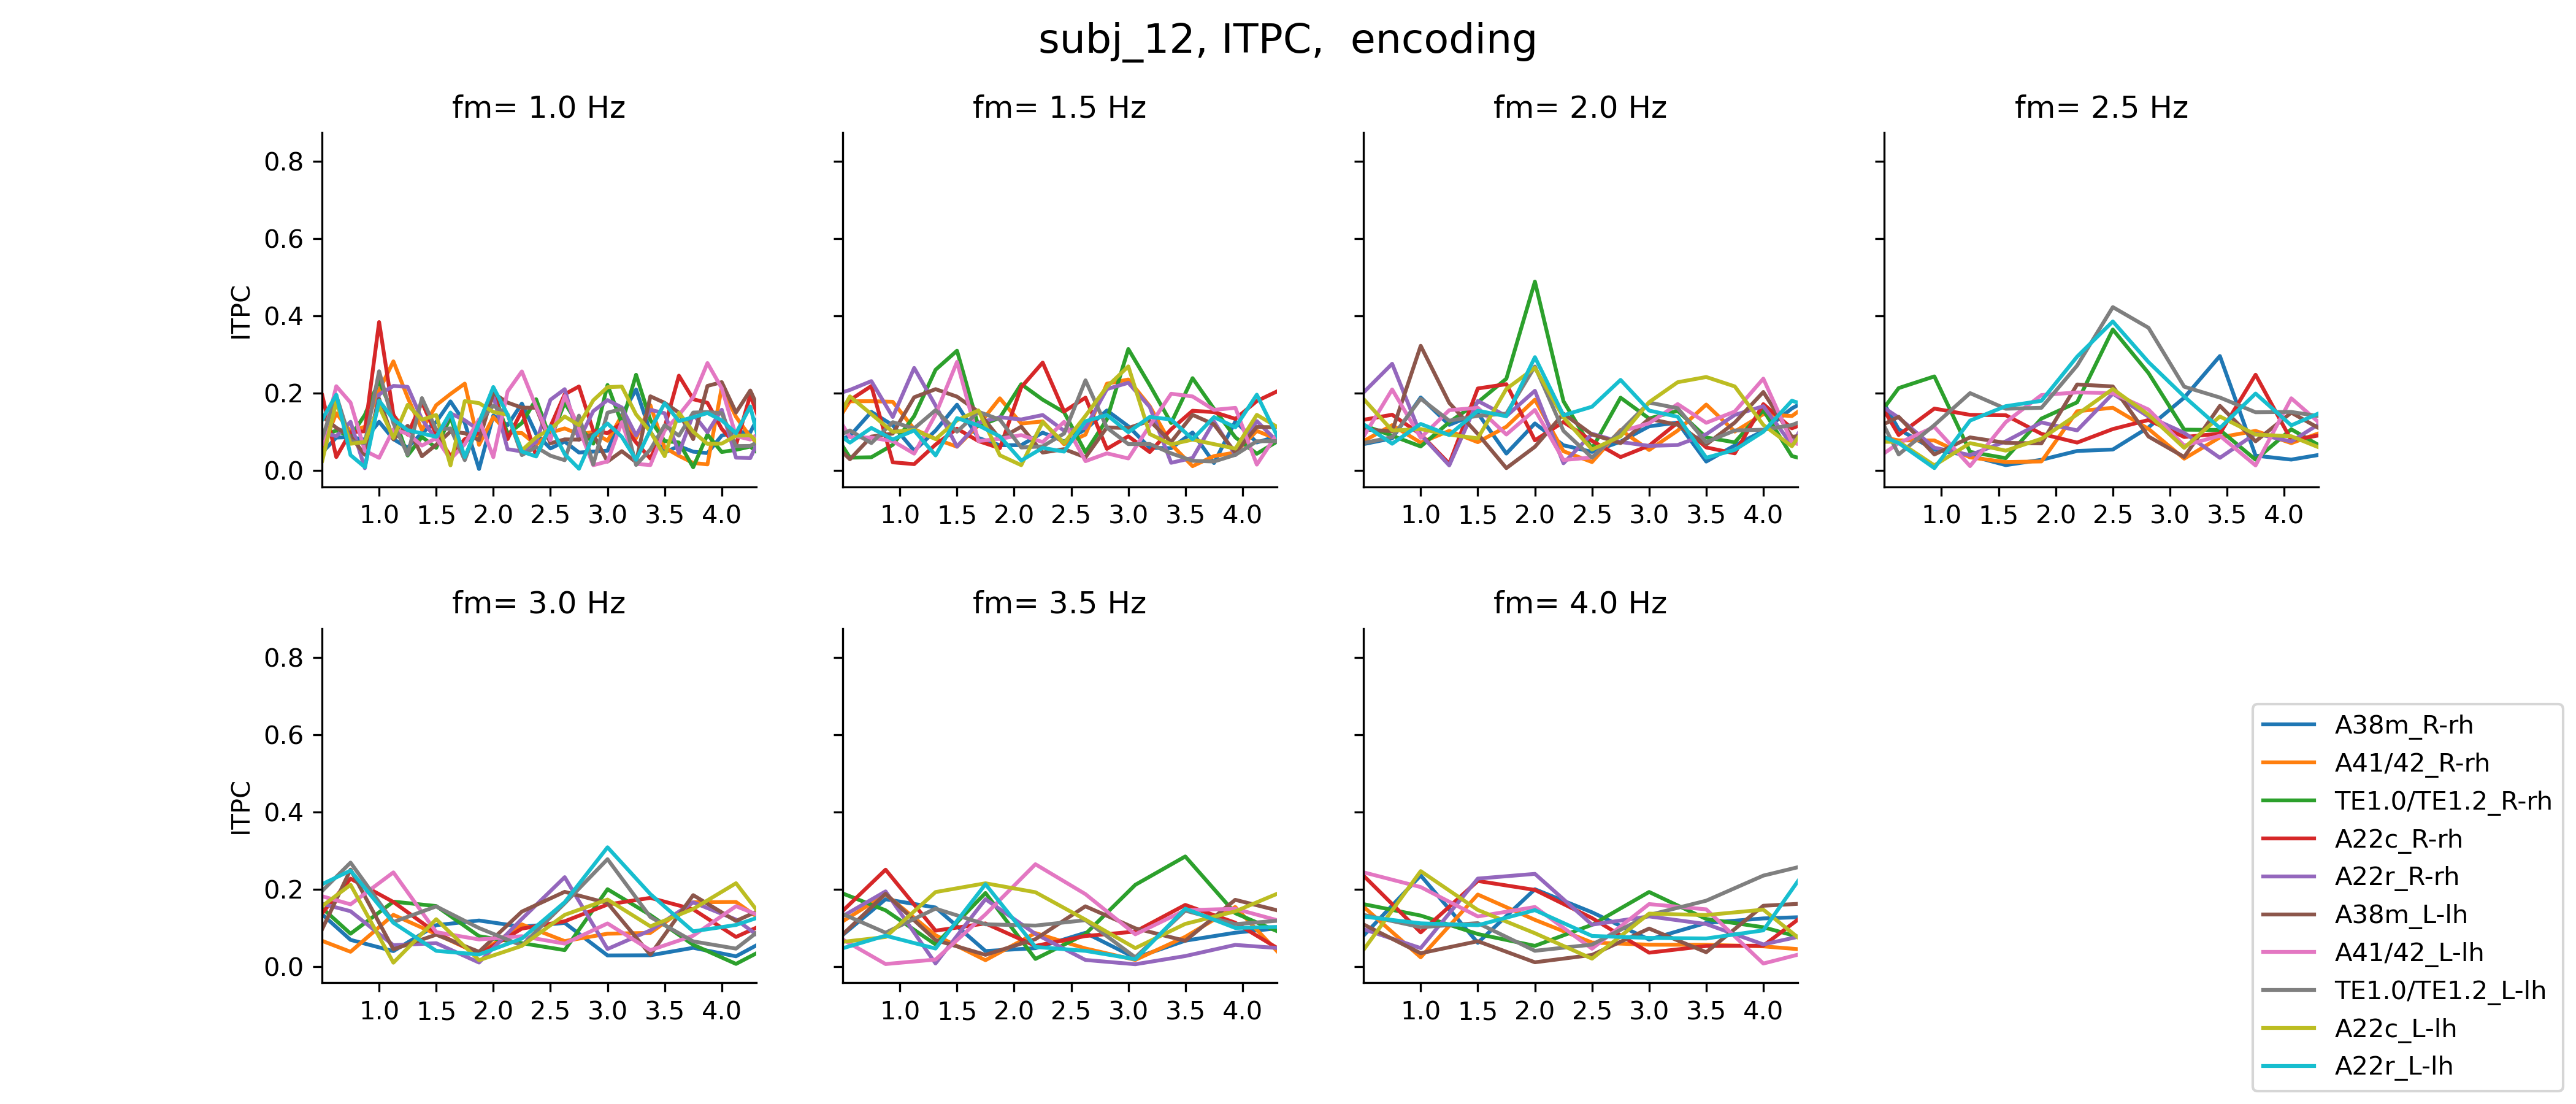 subj_12, ITPC,  encoding
fm= 1.0 Hz
fm= 1.5 Hz
fm= 2.0 Hz
fm= 2.5 Hz
ITPC
0.8
0.6
0.4
0.2
0.0
1.0 1.5 2.0 2.5 3.0 3.5 4.0
1.0 1.5 2.0 2.5 3.0 3.5 4.0
1.0 1.5 2.0 2.5 3.0 3.5 4.0
1.0 1.5 2.0 2.5 3.0 3.5 4.0
fm= 3.0 Hz
fm= 3.5 Hz
fm= 4.0 Hz
ITPC
0.8
0.6
0.4
0.2
0.0
1.0 1.5 2.0 2.5 3.0 3.5 4.0
1.0 1.5 2.0 2.5 3.0 3.5 4.0
1.0 1.5 2.0 2.5 3.0 3.5 4.0
A38m_R-rh
A41/42_R-rh
TE1.0/TE1.2_R-rh
A22c_R-rh
A22r_R-rh
A38m_L-lh
A41/42_L-lh
TE1.0/TE1.2_L-lh
A22c_L-lh
A22r_L-lh